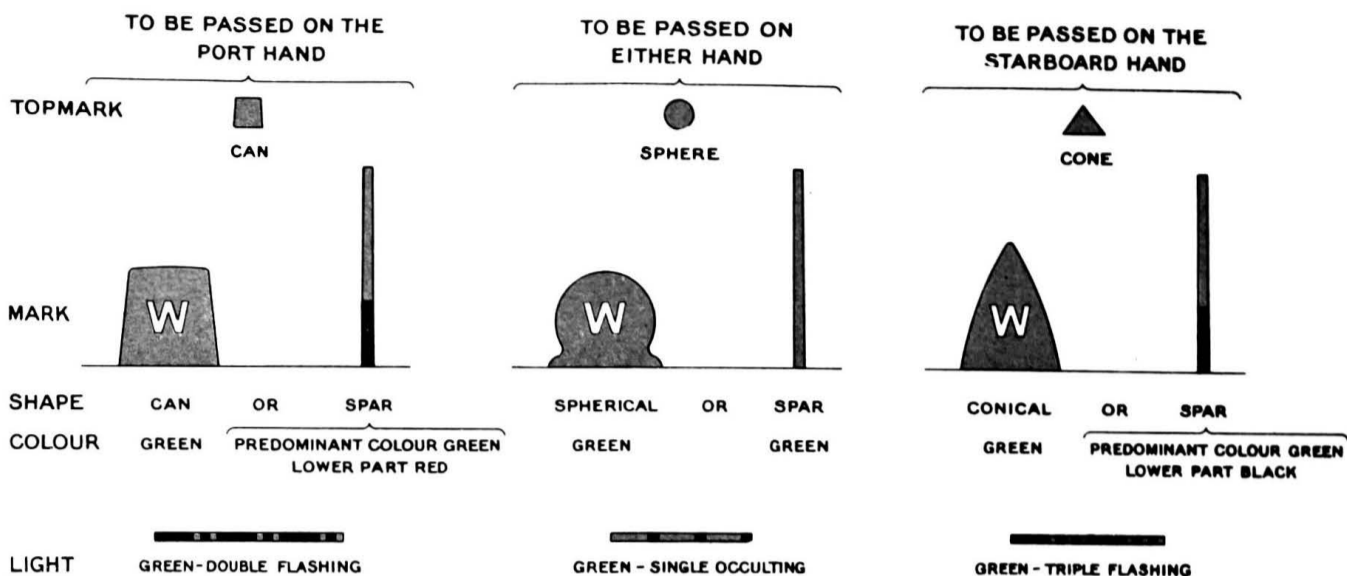 TO BE PASSED ON THE
PORT HAND
TO BE PASSED ON
EITHER HAND
TO BE PASSED ON THE
STARBOARD HAND
TOPMARK
CAN
SPHERE
CONE
MARK
W
W
W
SHAPE CAN OR SPAR SPHERICAL OR SPAR CONICAL OR SPAR
COLOUR GREEN PREDOMINANT COLOUR GREEN GREEN GREEN GREEN PREDOMINANT COLOUR GREEN
LOWER PART RED LOWER PART BLACK
LIGHT GREEN-DOUBLE FLASHING GREEN - SINGLE OCCULTING GREEN - TRIPLE FLASHING